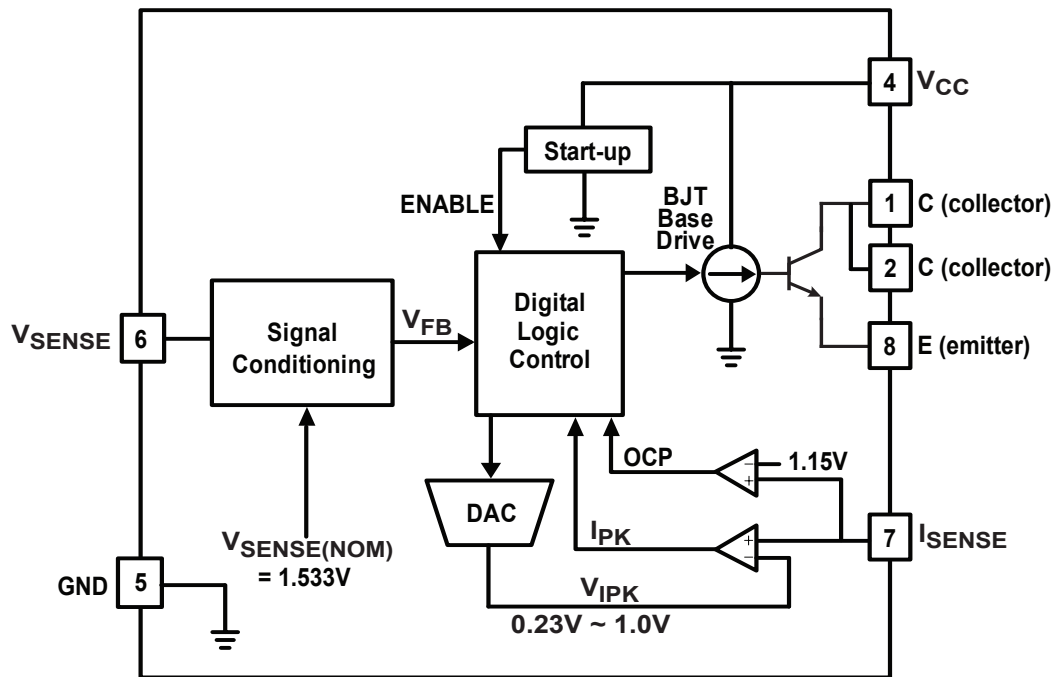 4
VCC
Start-up
ENABLE
BJT
Base
Drive
1
C (collector)
2
C (collector)
8
E (emitter)
VSENSE
6
Signal
Conditioning
VFB
Digital
Logic
Control
OCP
−
+
1.15V
DAC
IPK
+
−
7
ISENSE
VSENSE(NOM)
= 1.533V
GND
5
VIPK
0.23V ~ 1.0V